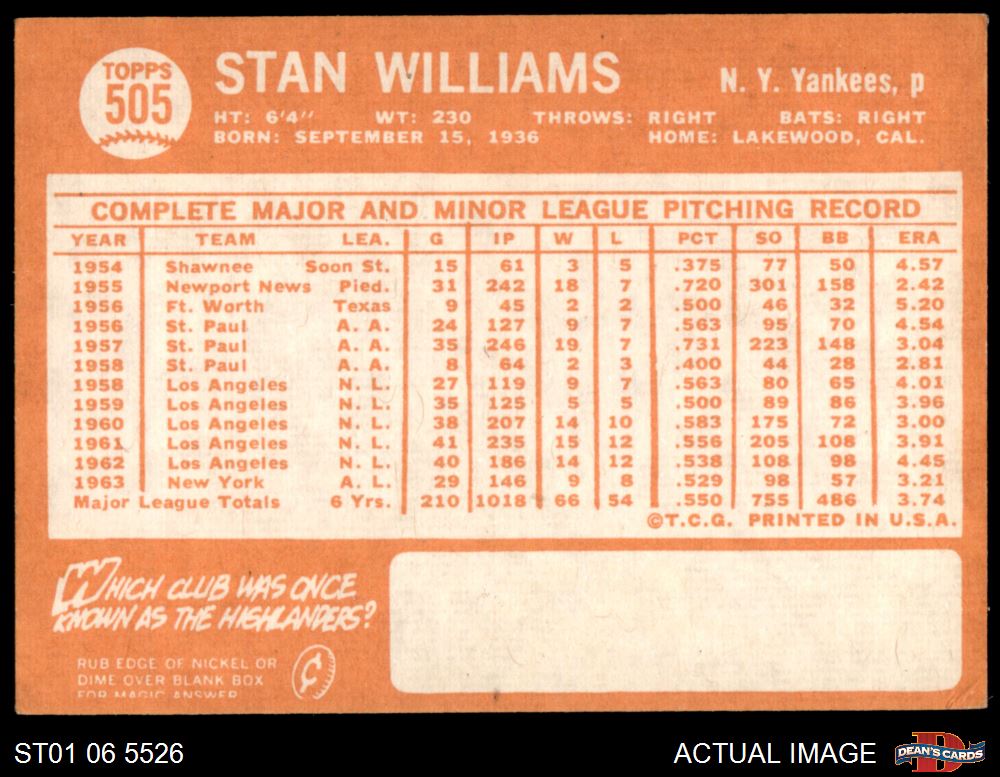 TOPPS
505
STAN WILLIAMS
N. Y. Yankees, p
HT: 6'4" WT: 230 THROWS: RIGHT BATS: RIGHT
BORN: SEPTEMBER 15, 1936 HOME: LAKEWOOD, CAL.
COMPLETE MAJOR AND MINOR LEAGUE PITCHING RECORD
YEAR TEAM LEA. G IP W L PCT SO BB ERA
1954 Shawnee Soon St. 15 61 3 5 .375 77 50 4.57
1955 Newport News Pied. 31 242 18 7 .720 301 158 2.42
1956 Ft. Worth Texas 9 45 2 2 .500 46 32 5.20
1956 St. Paul A. A. 24 127 9 7 .563 95 70 4.54
1957 St. Paul A. A. 35 246 19 7 .731 223 148 3.04
1958 St. Paul A. A. 8 64 2 3 .400 44 28 2.81
1958 Los Angeles N. L. 27 119 9 7 .563 80 65 4.01
1959 Los Angeles N. L. 35 125 5 5 .500 89 86 3.96
1960 Los Angeles N. L. 38 207 14 10 .583 175 72 3.00
1961 Los Angeles N. L. 41 235 15 12 .556 205 108 3.91
1962 Los Angeles N. L. 40 186 14 12 .538 108 98 4.45
1963 New York A. L. 29 146 9 8 .529 98 57 3.21
Major League Totals 6 Yrs. 210 1018 66 54 .550 755 486 3.74
©T.C.G. PRINTED IN U.S.A.
WHICH CLUB WAS ONCE
KNOWN AS THE HIGHLANDERS?
RUB EDGE OF NICKEL OR
DIME OVER BLANK BOX
FOR MAGIC ANSWER
¢
ST01 06 5526
ACTUAL IMAGE
D
DEAN'S CARDS